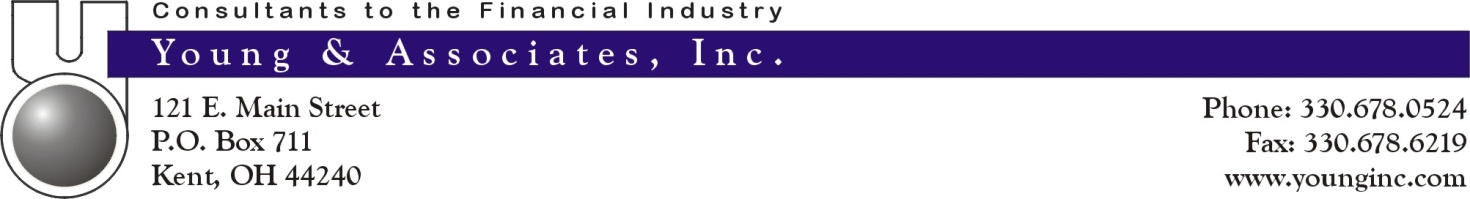 Consultants to the Financial Industry
Young & Associates, Inc.
121 E. Main Street
P.O. Box 711
Kent, OH 44240
Phone: 330.678.0524
Fax: 330.678.6219
www.younginc.com